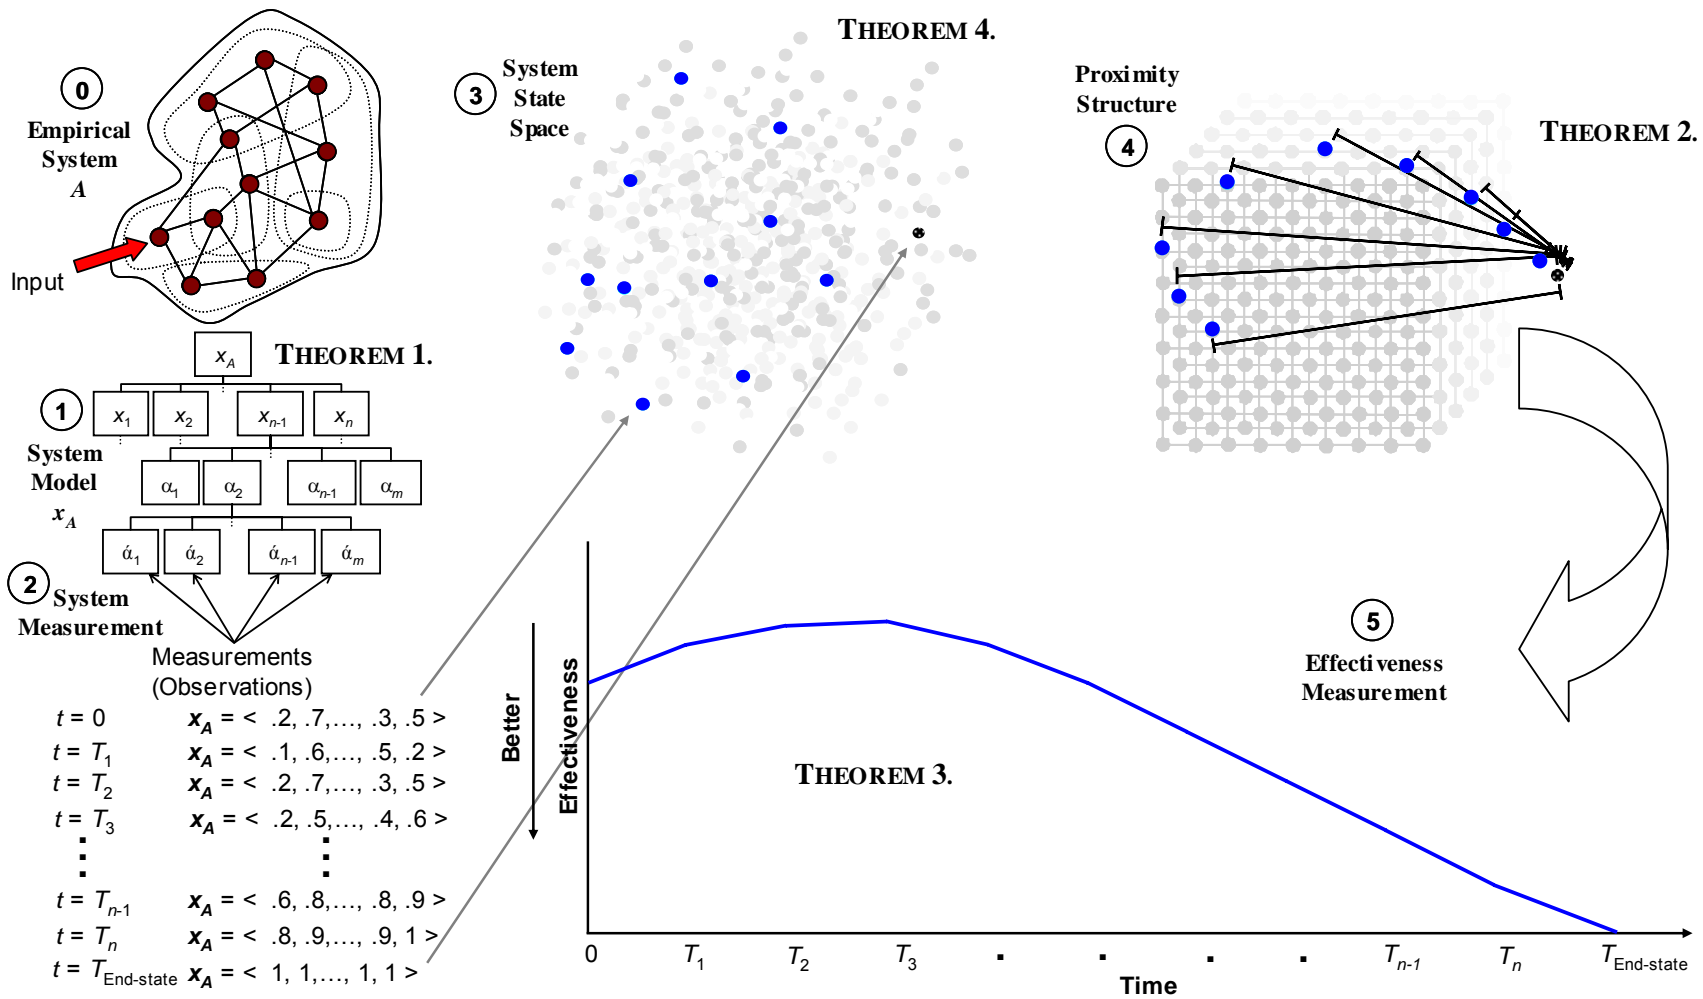 0
Empirical
System
A
Input
THEOREM 1.
x_A
x_1 x_2 x_n-1 x_n
1
System
Model
x_A
α_1 α_2 α_n-1 α_m
ά_1 ά_2 ά_n-1 ά_m
2
System
Measurement
Measurements
(Observations)
t = 0 x_A = < .2, .7,…, .3, .5 >
t = T_1 x_A = < .1, .6,…, .5, .2 >
t = T_2 x_A = < .2, .7,…, .3, .5 >
t = T_3 x_A = < .2, .5,…, .4, .6 >
t = T_n-1 x_A = < .6, .8,…, .8, .9 >
t = T_n x_A = < .8, .9,…, .9, 1 >
t = T_End-state x_A = < 1, 1,…, 1, 1 >
3
System
State
Space
THEOREM 4.
Proximity
Structure
4
THEOREM 2.
5
Effectiveness
Measurement
Better
Effectiveness
THEOREM 3.
0 T_1 T_2 T_3 . . . . T_n-1 T_n T_End-state
Time